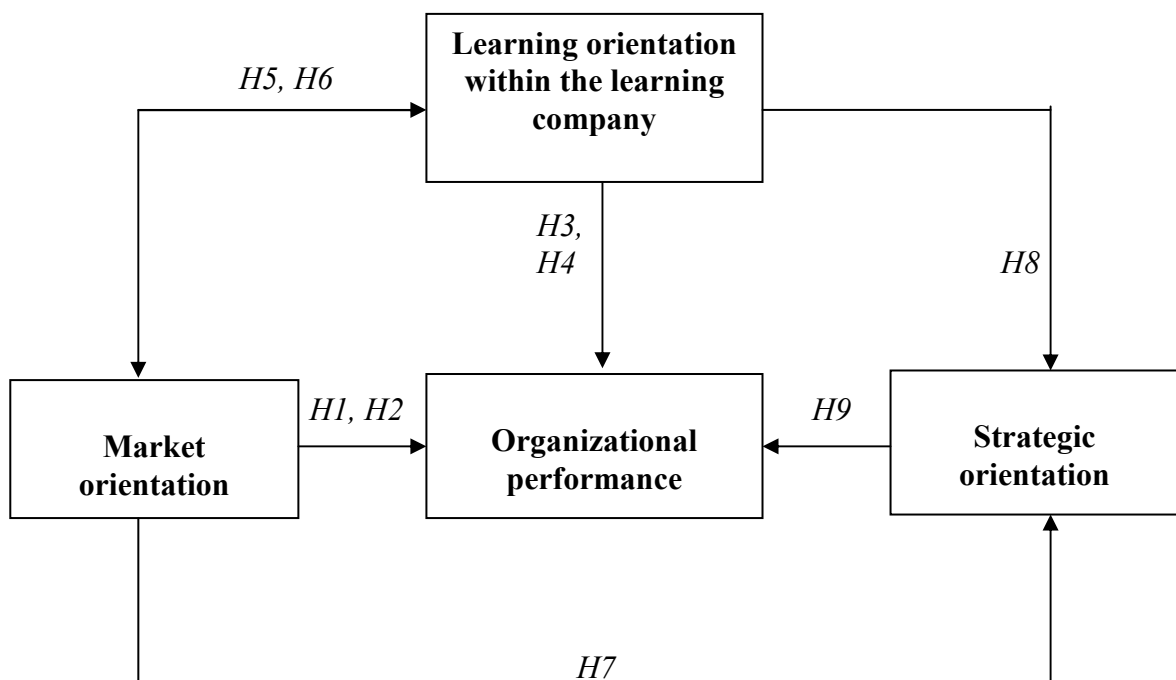 Learning orientation
within the learning
company
H5, H6
H3,
H4
H8
Market
orientation
H1, H2
Organizational
performance
H9
Strategic
orientation
H7